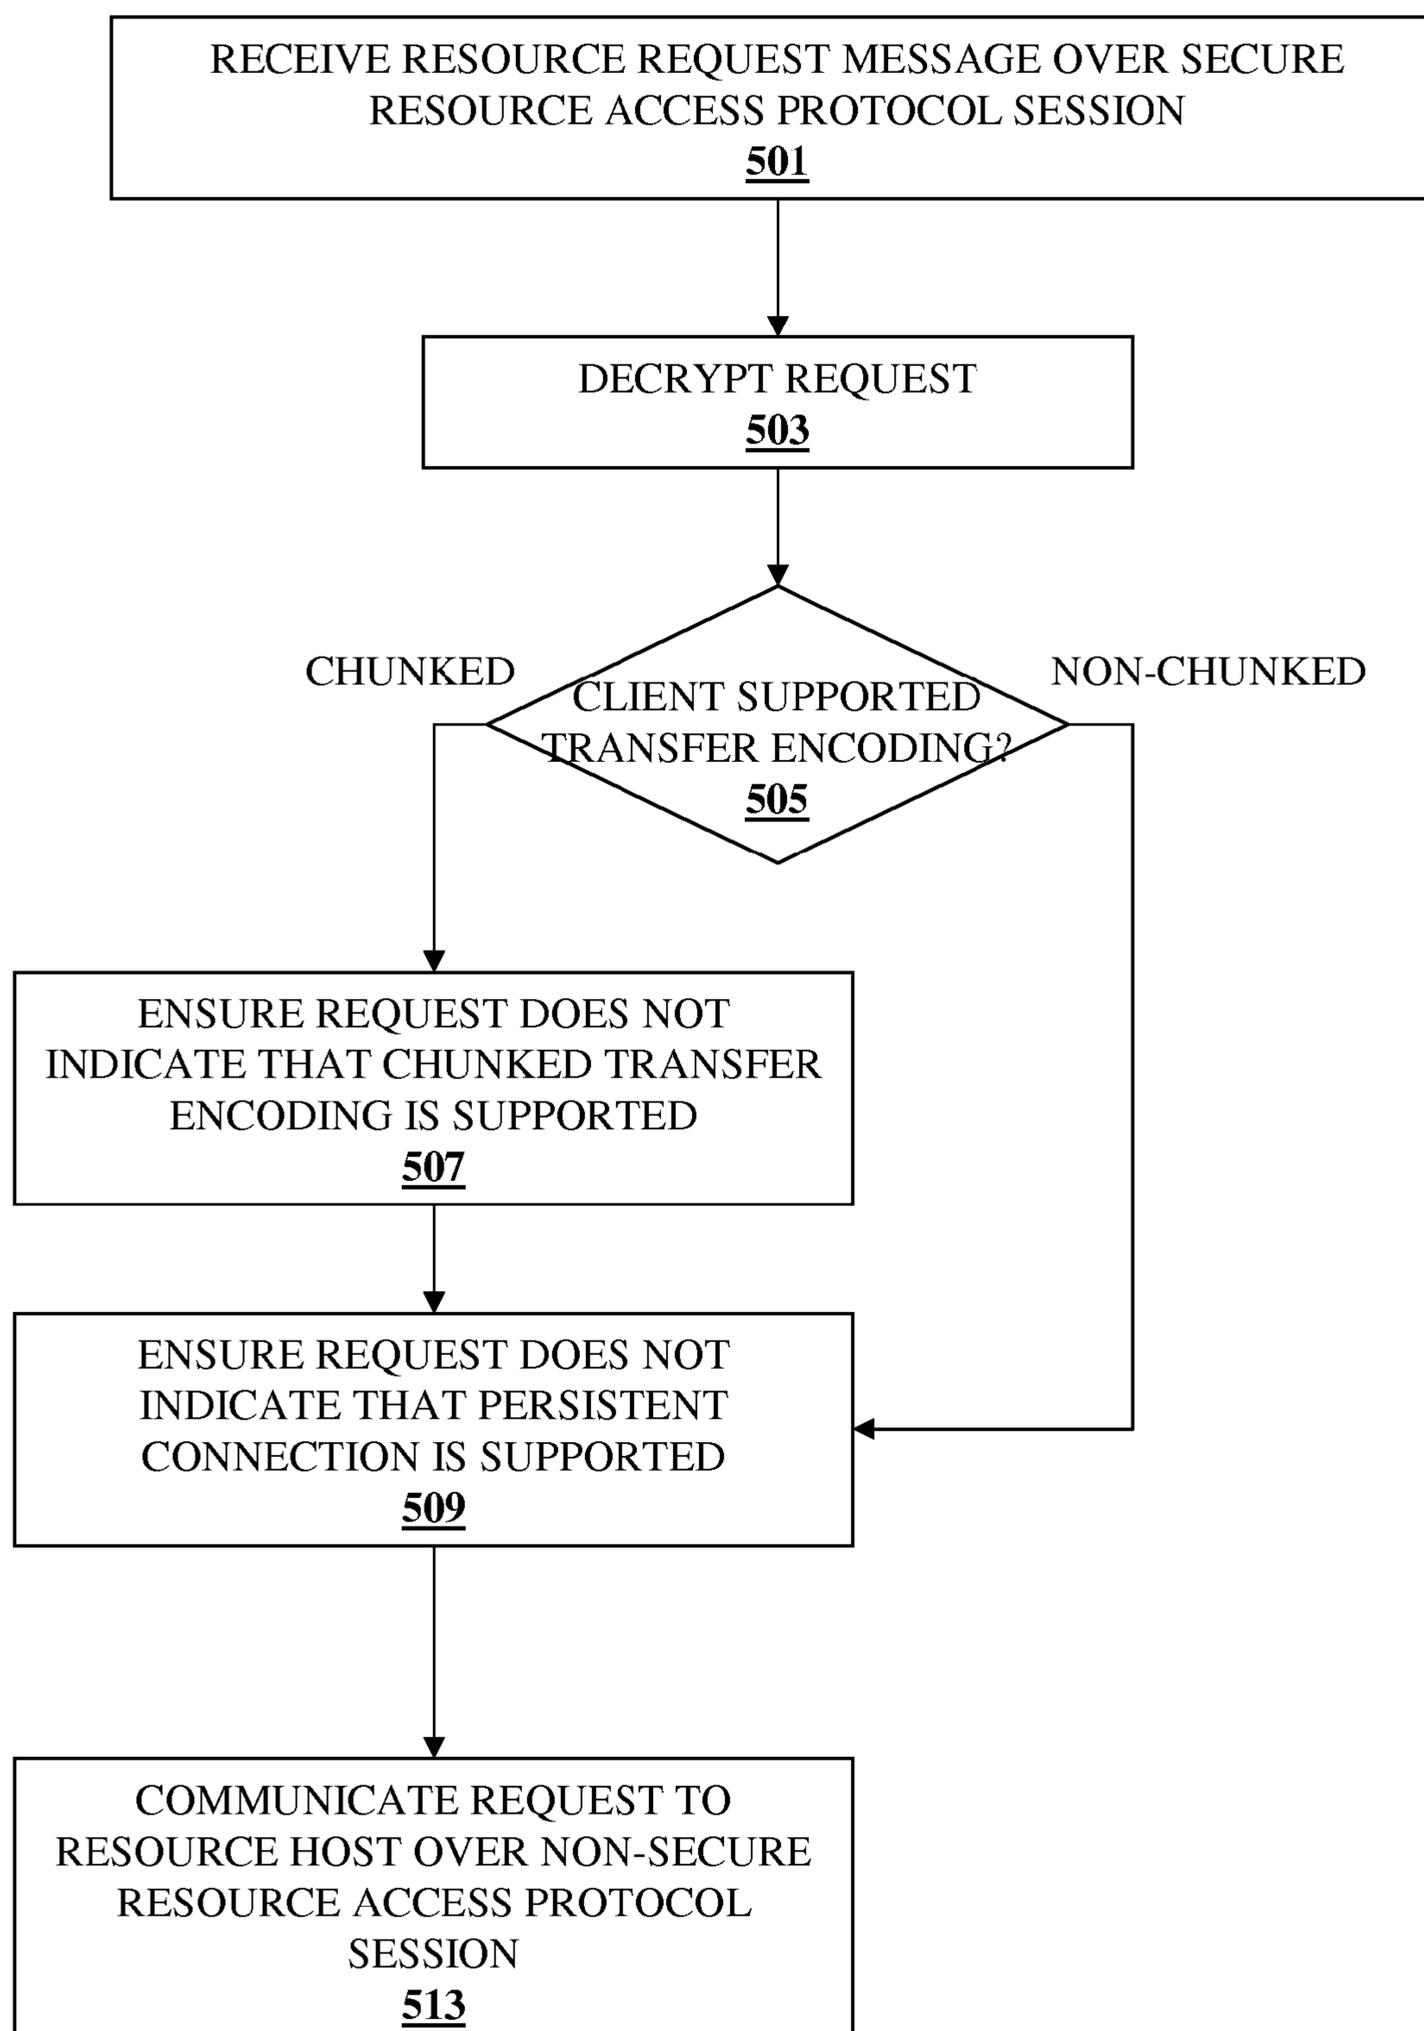 RECEIVE RESOURCE REQUEST MESSAGE OVER SECURE
RESOURCE ACCESS PROTOCOL SESSION
501
DECRYPT REQUEST
503
CHUNKED
NON-CHUNKED
CLIENT SUPPORTED
TRANSFER ENCODING?
505
ENSURE REQUEST DOES NOT
INDICATE THAT CHUNKED TRANSFER
ENCODING IS SUPPORTED
507
ENSURE REQUEST DOES NOT
INDICATE THAT PERSISTENT
CONNECTION IS SUPPORTED
509
COMMUNICATE REQUEST TO
RESOURCE HOST OVER NON-SECURE
RESOURCE ACCESS PROTOCOL
SESSION
513